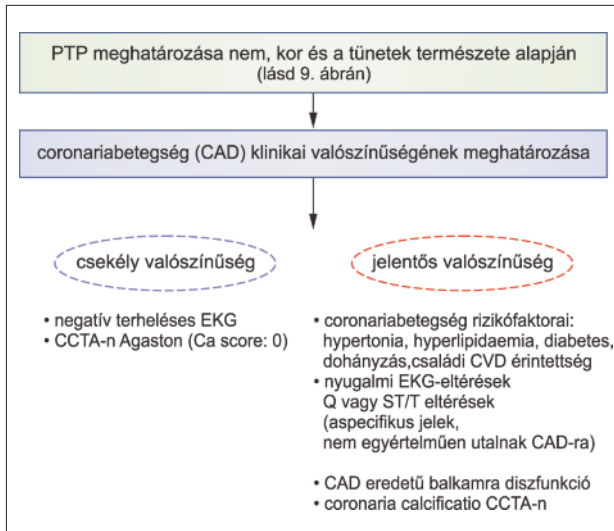 PTP meghatározása nem, kor és a tünetek természete alapján
(lásd 9. ábrán)
coronariabetegség (CAD) klinikai valószínűségének meghatározása
csekély valószínűség
• negatív terheléses EKG
• CCTA-n Agaston (Ca score: 0)
jelentős valószínűség
• coronariabetegség rizikófaktorai:
hypertonia, hyperlipidaemia, diabetes,
dohányzás,családi CVD érintettség
• nyugalmi EKG-eltérések
Q vagy ST/T eltérések
(aspecifikus jelek,
nem egyértelműen utalnak CAD-ra)
• CAD eredetű balkamra diszfunkció
• coronaria calcificatio CCTA-n